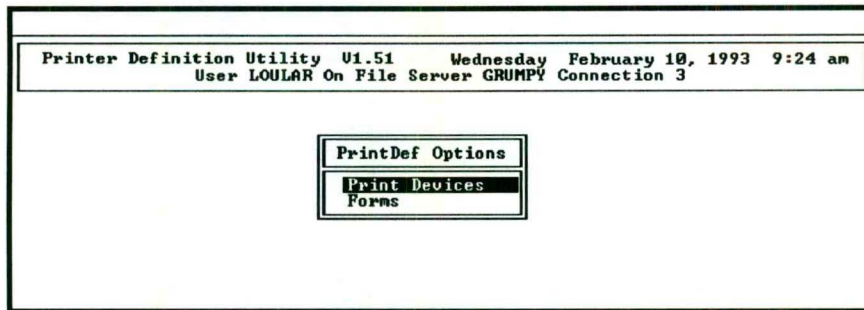 Printer Definition Utility V1.51 Wednesday February 10, 1993 9:24 am
User LOULAR On File Server GRUMPY Connection 3
PrintDef Options
Print Devices
Forms